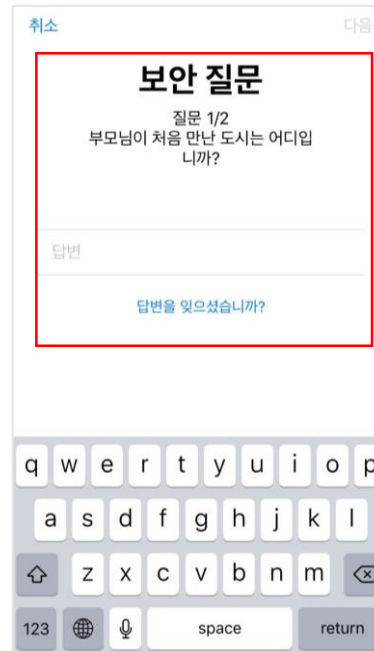 취소 다음
보안 질문
질문 1/2
부모님이 처음 만난 도시는 어디입
니까?
답변
답변을 잊으셨습니까?
q w e r t y u i o p
a s d f g h j k l
z x c v b n m
123 space return